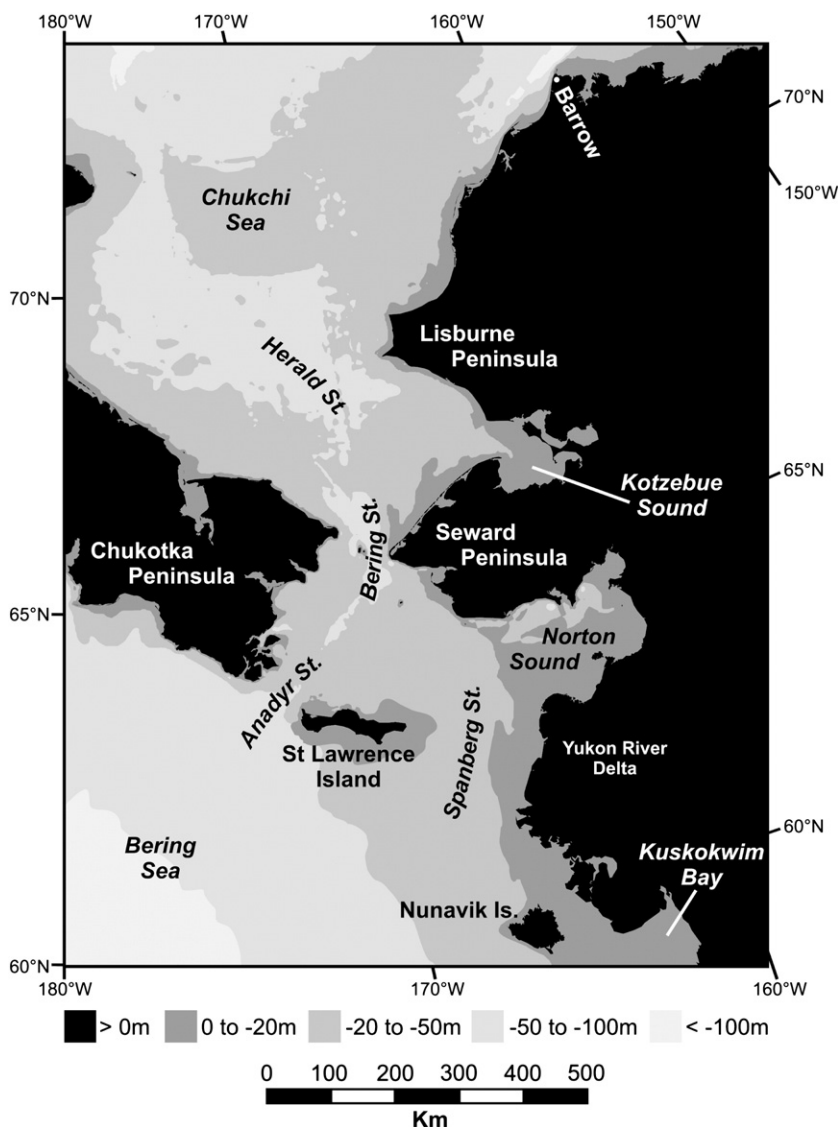 180°W
170°W
160°W
150°W
70°N
Barrow
150°W
Chukchi
Sea
70°N
Lisburne
Peninsula
Herald St
65°N
Kotzebue
Sound
Bering St.
Seward
Peninsula
Chukotka
Peninsula
65°N
Norton
Sound
Anadyr St.
Spanberg St.
St Lawrence
Island
Yukon River
Delta
60°N
Bering
Sea
Kuskokwim
Bay
Nunavik Is.
60°N
180°W
170°W
160°W
> 0m
0 to -20m
-20 to -50m
-50 to -100m
< -100m
0 100 200 300 400 500
Km